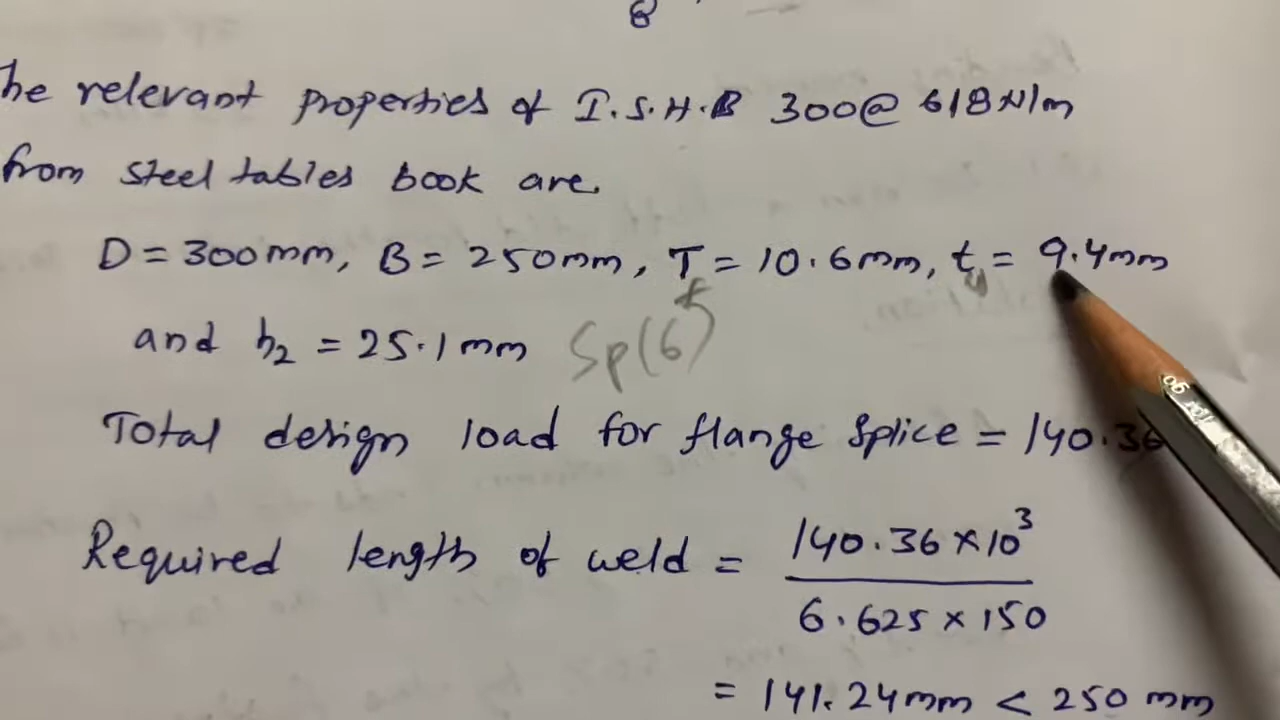 8
he relevant properties of I.S.H.B 300@ 618N/m
from steel tables book are.
D = 300mm, B = 250mm, T = 10.6mm, t = 9.4mm
and h2 = 25.1mm Sp(6)
Total design load for flange splice = 140.36
Required length of weld = 140.36 × 10³
6.625 × 150
= 141.24mm < 250 mm